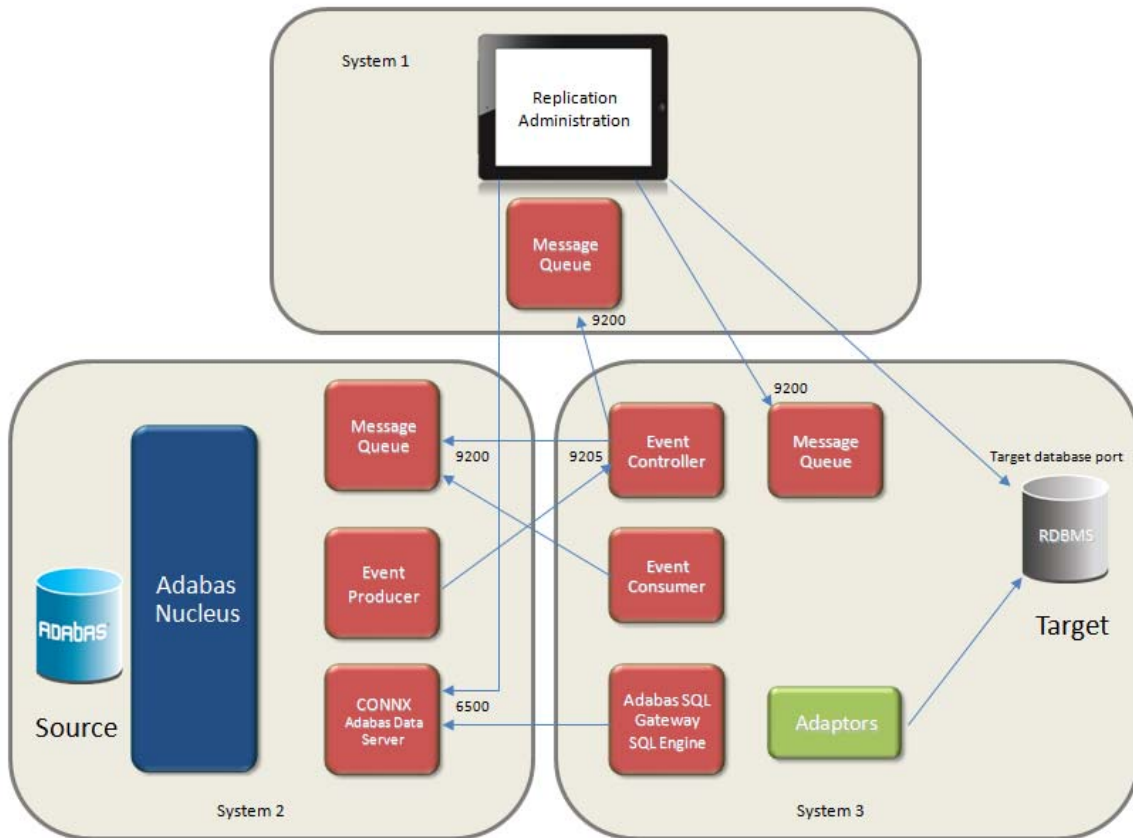 System 1
Replication
Administration
Message
Queue
9200
Message
Queue
9200
Adabas
Nucleus
ADABAS
Source
Event
Producer
CONNX
Adabas Data
Server
6500
System 2
9205
Event
Controller
9200
Message
Queue
Target database port
RDBMS
Target
Event
Consumer
Adabas SQL
Gateway
SQL Engine
Adaptors
System 3